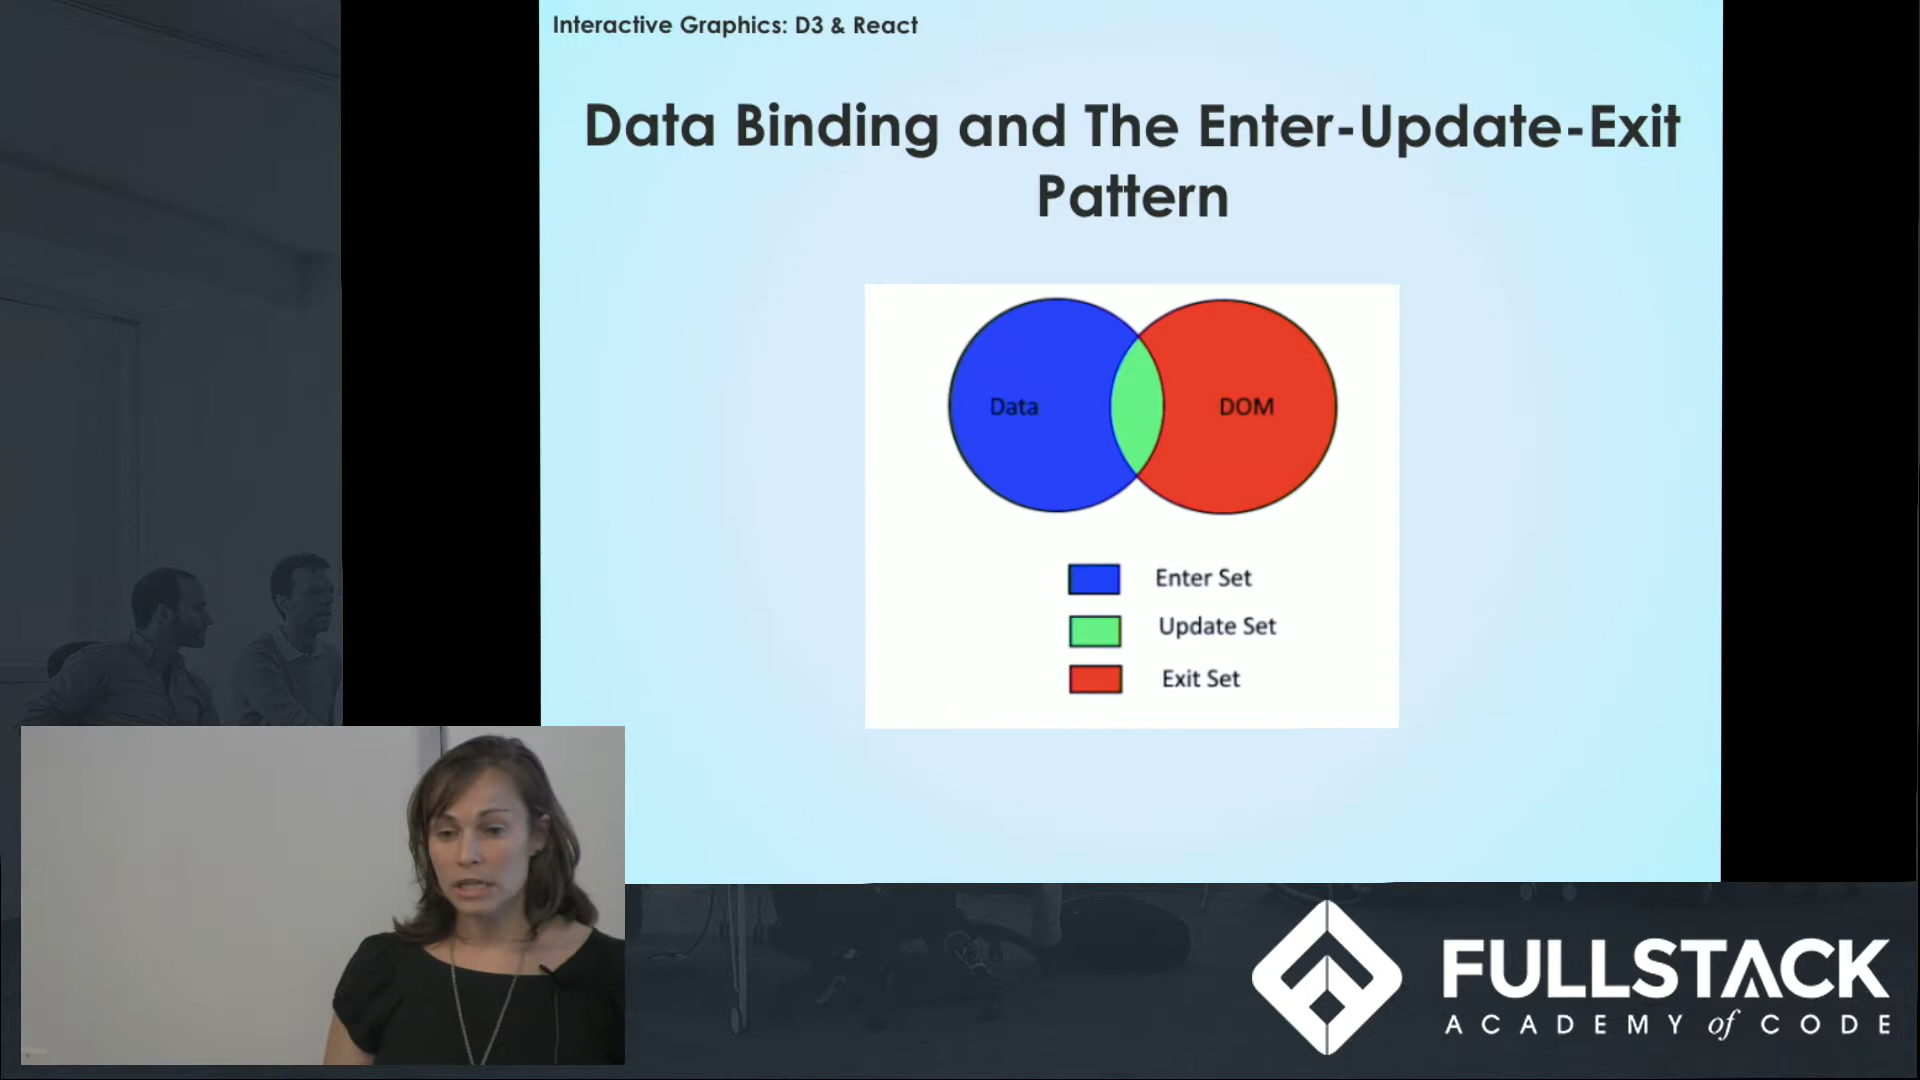 Interactive Graphics: D3 & React
Data Binding and The Enter-Update-Exit
Pattern
Data
DOM
Enter Set
Update Set
Exit Set
FULLSTACK
ACADEMY of CODE